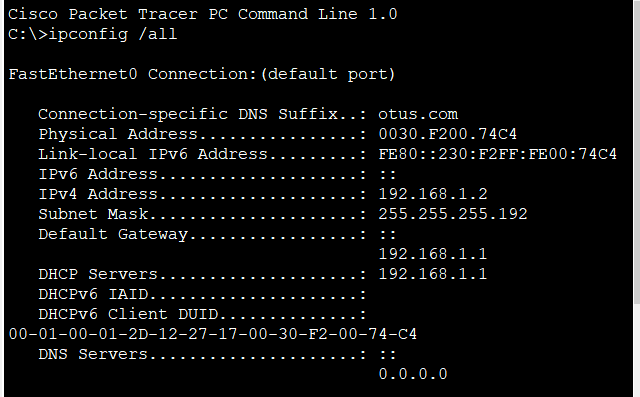 Cisco Packet Tracer PC Command Line 1.0
C:\>ipconfig /all
FastEthernet0 Connection:(default port)
Connection-specific DNS Suffix..: otus.com
Physical Address................: 0030.F200.74C4
Link-local IPv6 Address.........: FE80::230:F2FF:FE00:74C4
IPv6 Address....................: ::
IPv4 Address....................: 192.168.1.2
Subnet Mask.....................: 255.255.255.192
Default Gateway.................: ::
192.168.1.1
DHCP Servers....................: 192.168.1.1
DHCPv6 IAID.....................:
DHCPv6 Client DUID..............:
00-01-00-01-2D-12-27-17-00-30-F2-00-74-C4
DNS Servers.....................: ::
0.0.0.0